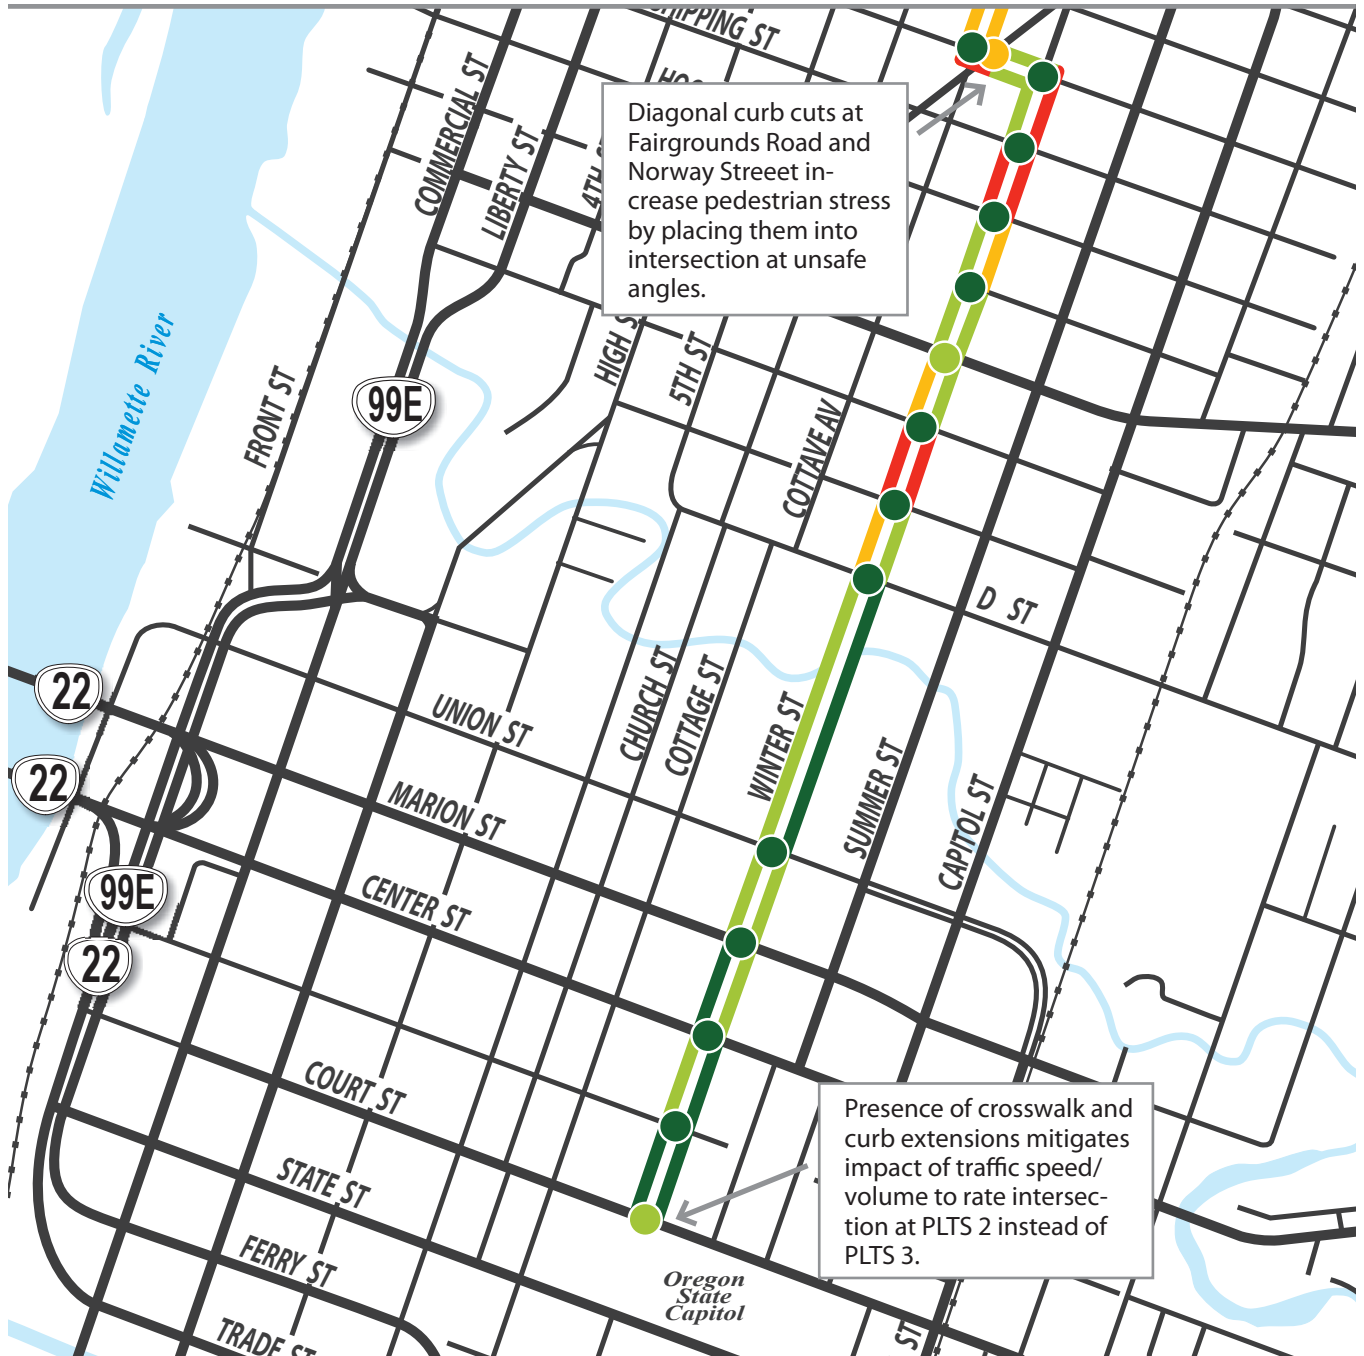 SHIPPING ST
COMMERCIAL ST
LIBERTY ST
4TH
Diagonal curb cuts at
Fairgrounds Road and
Norway Streeet in-
crease pedestrian stress
by placing them into
intersection at unsafe
angles.
Willamette River
FRONT ST
99E
HIGH S
5TH ST
COTTAVE AV
D ST
22
UNION ST
CHURCH ST
COTTAGE ST
WINTER ST
SUMMER ST
CAPITOL ST
22
MARION ST
CENTER ST
99E
22
COURT ST
STATE ST
FERRY ST
TRADE ST
Presence of crosswalk and
curb extensions mitigates
impact of traffic speed/
volume to rate intersec-
tion at PLTS 2 instead of
PLTS 3.
Oregon
State
Capitol
ST